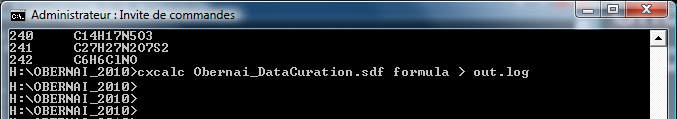 Administrateur : Invite de commandes
240 C14H17N5O3
241 C27H27N2O7S2
242 C6H6ClNO
H:\OBERNAI_2010>cxcalc Obernai_DataCuration.sdf formula > out.log
H:\OBERNAI_2010>
H:\OBERNAI_2010>
H:\OBERNAI_2010>